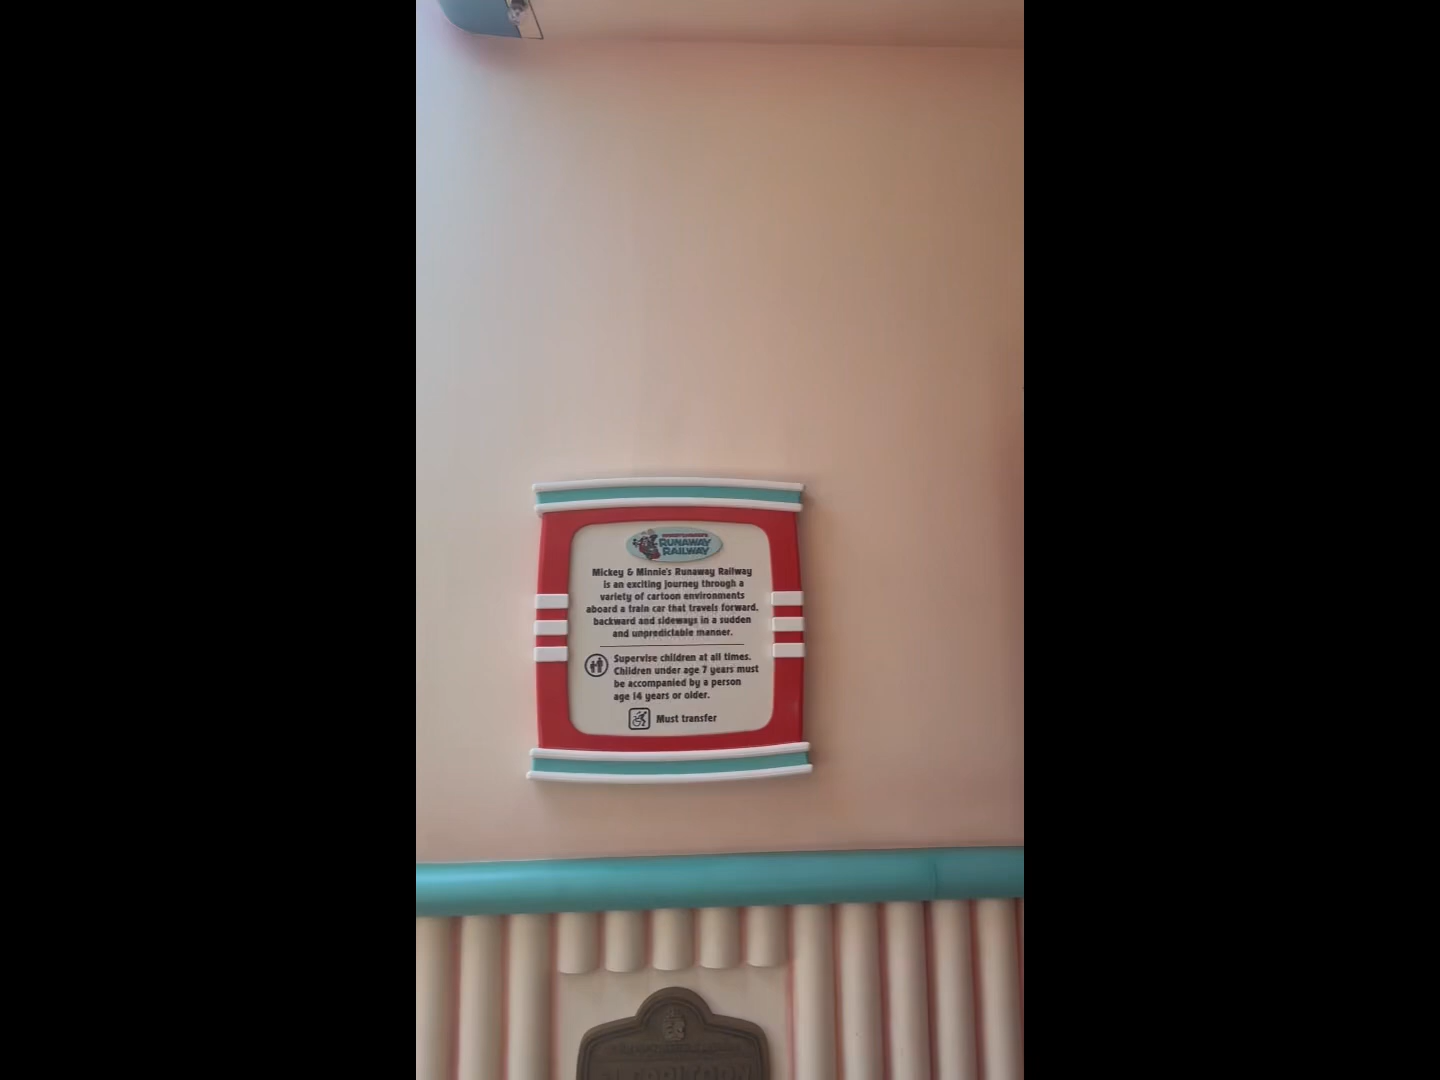 RUNAWAY
RAILWAY
Mickey & Minnie's Runaway Railway
is an exciting journey through a
variety of cartoon environments
aboard a train car that travels forward,
backward and sideways in a sudden
and unpredictable manner.
Supervise children at all times.
Children under age 7 years must
be accompanied by a person
age 14 years or older.
Must transfer